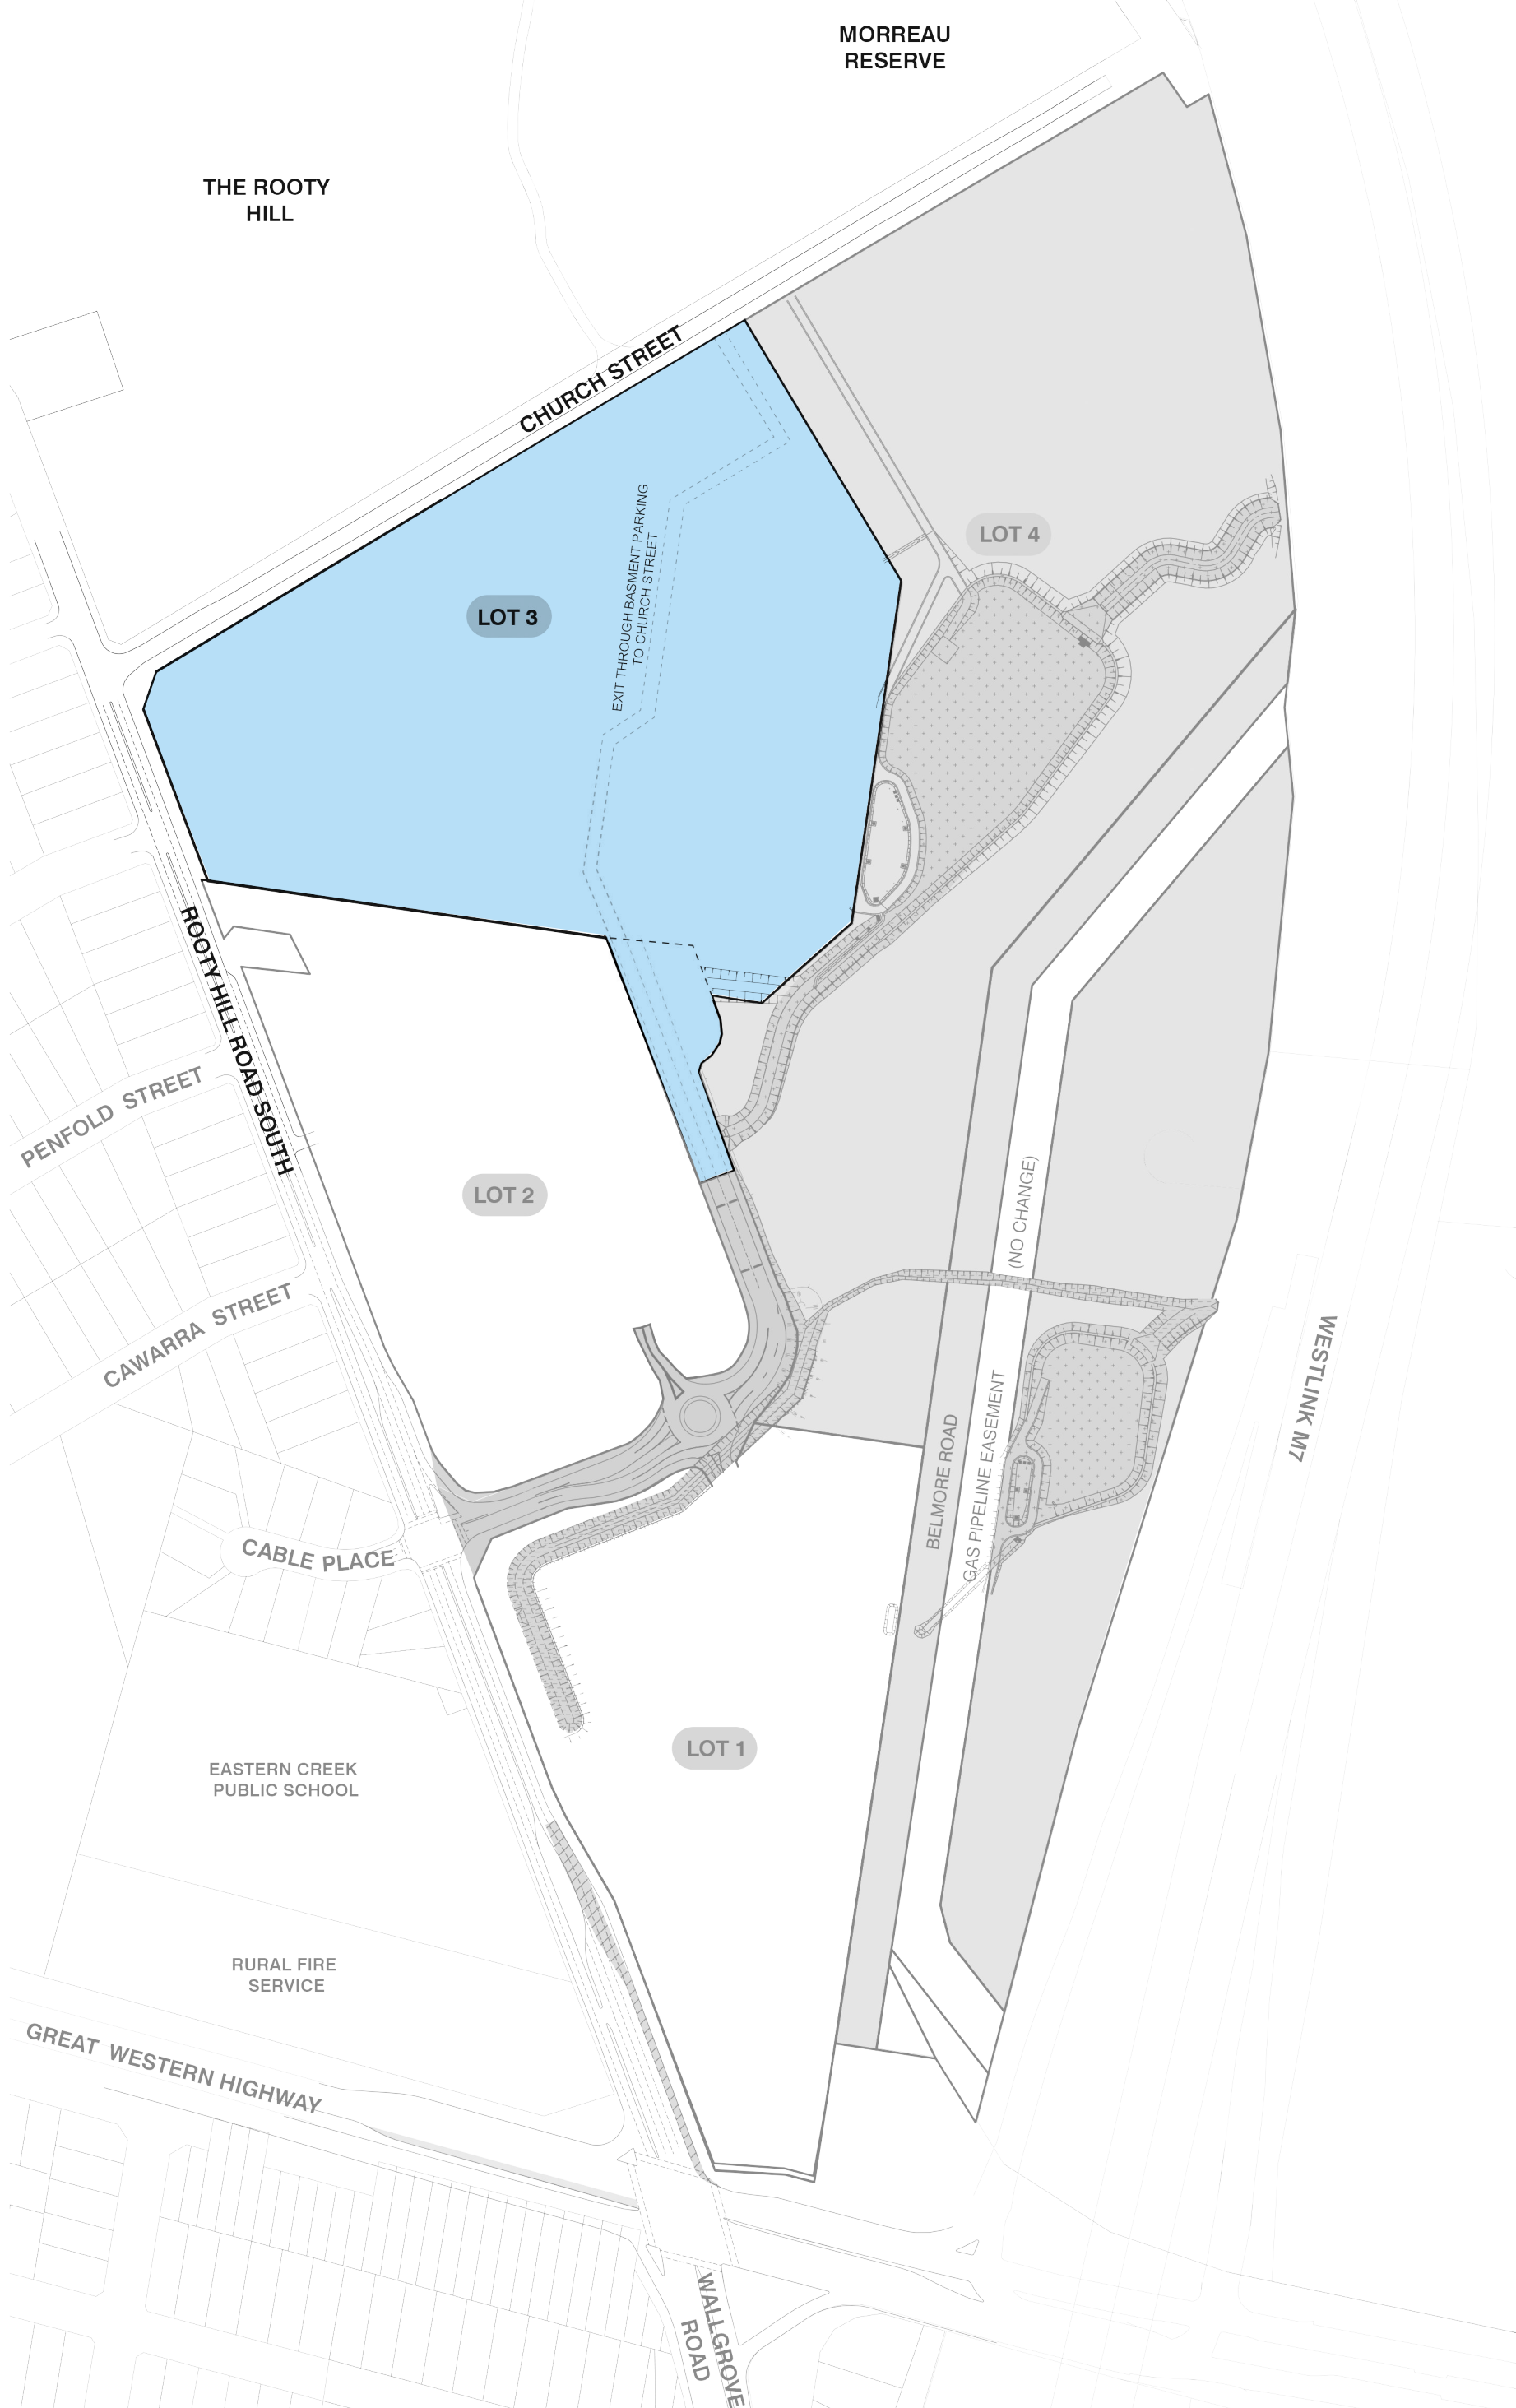 MORREAU
RESERVE
THE ROOTY
HILL
CHURCH STREET
LOT 4
EXIT THROUGH BASMENT PARKING
TO CHURCH STREET
LOT 3
ROOTY HILL ROAD SOUTH
PENFOLD STREET
LOT 2
(NO CHANGE)
CAWARRA STREET
WESTLINK M7
BELMORE ROAD
GAS PIPELINE EASEMENT
CABLE PLACE
LOT 1
EASTERN CREEK
PUBLIC SCHOOL
RURAL FIRE
SERVICE
GREAT WESTERN HIGHWAY
WALLGROVE
ROAD